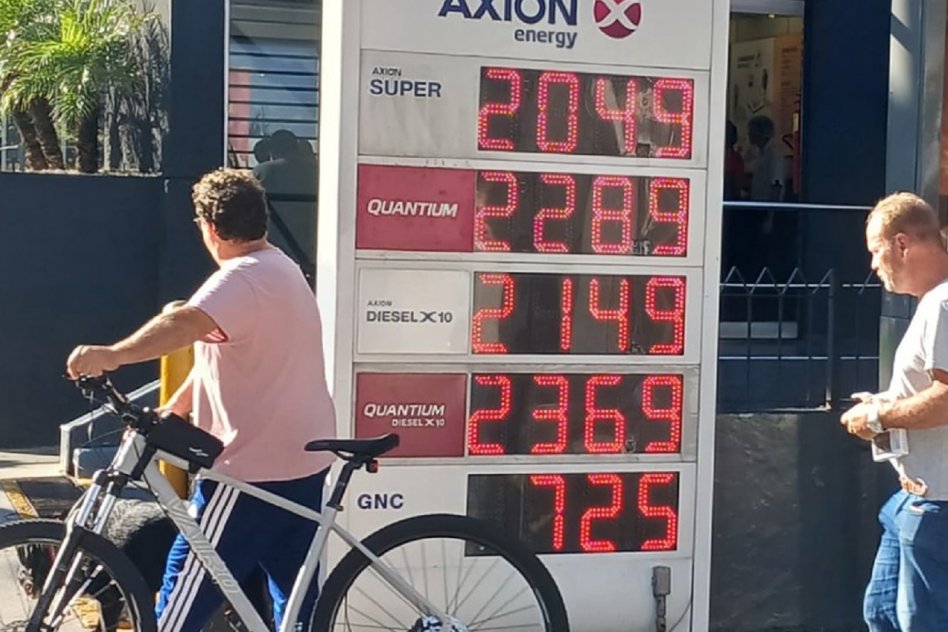 AXION
energy
AXION
SUPER 2049
QUANTIUM 2289
AXION
DIESEL X10 2149
QUANTIUM 2369
DIESEL X10
GNC 725